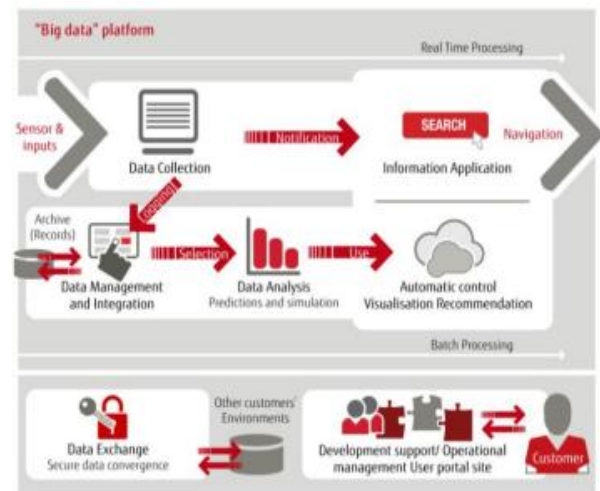 "Big data" platform
Real Time Processing
Sensor &
inputs
Data Collection
Notification
SEARCH
Information Application
Navigation
Logging
Archive
(Records)
Data Management
and Integration
Selection
Data Analysis
Predictions and simulation
Use
Automatic control
Visualisation Recommendation
Batch Processing
Data Exchange
Secure data convergence
Other customers'
Environments
Development support/ Operational
management User portal site
Customer